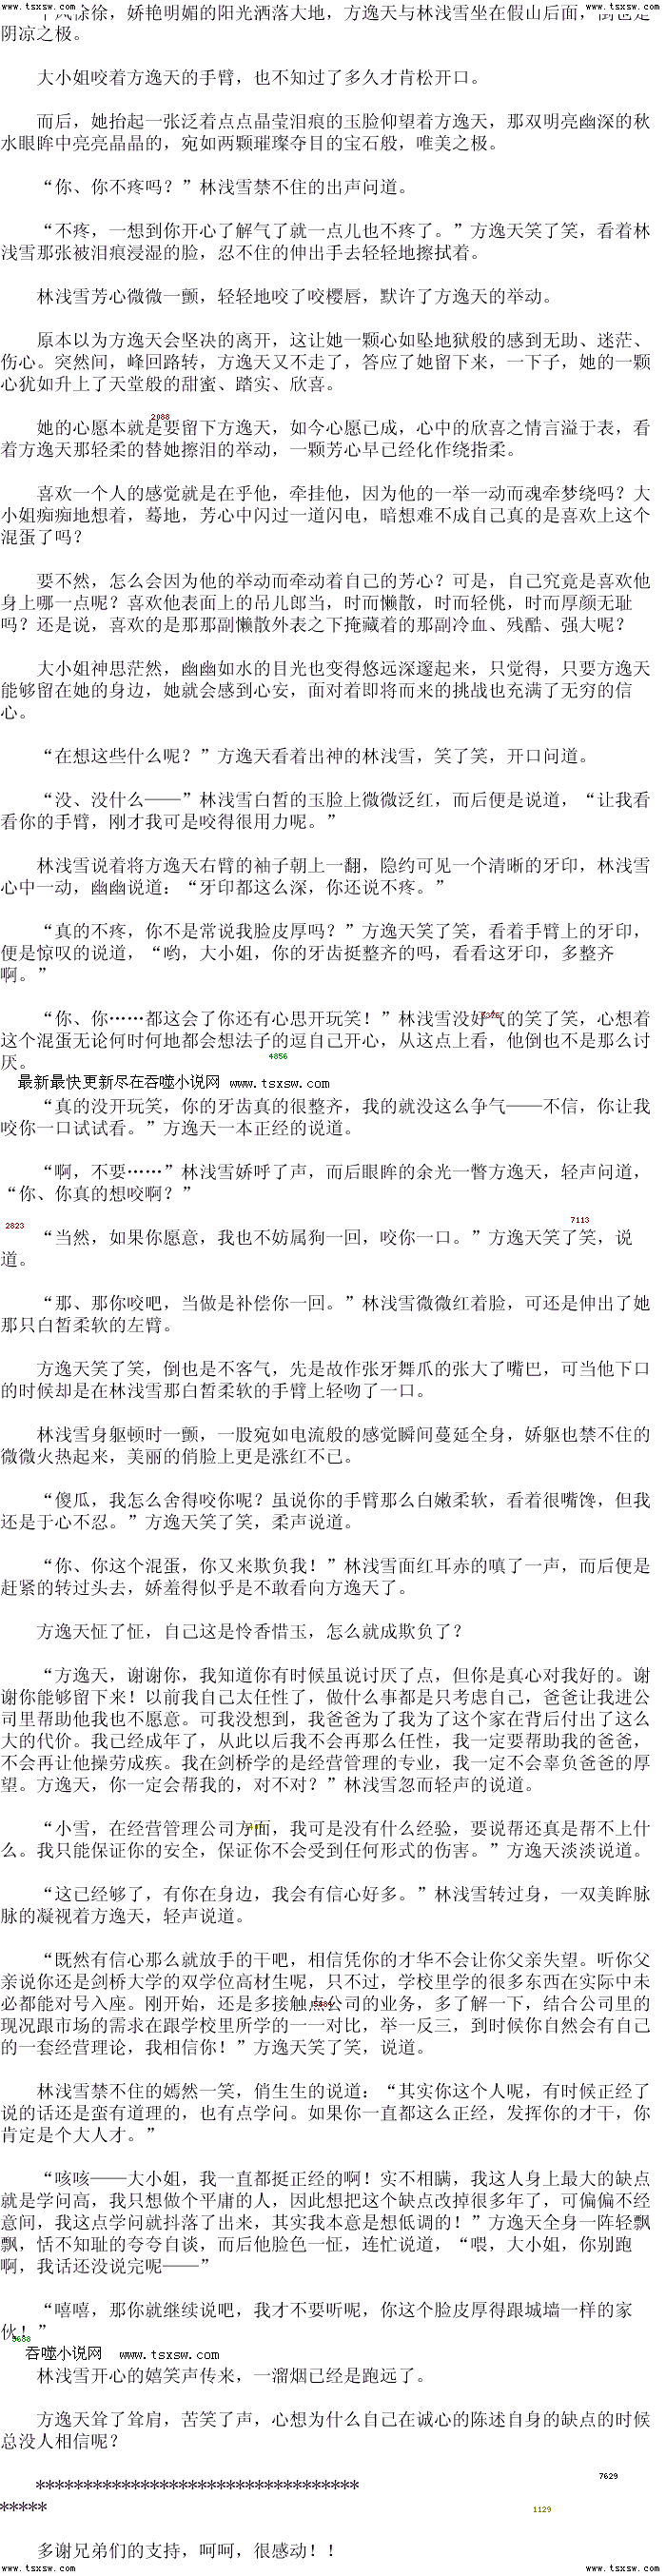 www.tsxsw.com www.tsxsw.com
风徐徐，娇艳明媚的阳光洒落大地，方逸天与林浅雪坐在假山后面，倒也是
阴凉之极。
大小姐咬着方逸天的手臂，也不知过了多久才肯松开口。
而后，她抬起一张泛着点点晶莹泪痕的玉脸仰望着方逸天，那双明亮幽深的秋
水眼眸中亮亮晶晶的，宛如两颗璀璨夺目的宝石般，唯美之极。
“你、你不疼吗？”林浅雪禁不住的出声问道。
“不疼，一想到你开心了解气了就一点儿也不疼了。”方逸天笑了笑，看着林
浅雪那张被泪痕浸湿的脸，忍不住的伸出手去轻轻地擦拭着。
林浅雪芳心微微一颤，轻轻地咬了咬樱唇，默许了方逸天的举动。
原本以为方逸天会坚决的离开，这让她一颗心如坠地狱般的感到无助、迷茫、
伤心。突然间，峰回路转，方逸天又不走了，答应了她留下来，一下子，她的一颗
心犹如升上了天堂般的甜蜜、踏实、欣喜。
2088
她的心愿本就是要留下方逸天，如今心愿已成，心中的欣喜之情言溢于表，看
着方逸天那轻柔的替她擦泪的举动，一颗芳心早已经化作绕指柔。
喜欢一个人的感觉就是在乎他，牵挂他，因为他的一举一动而魂牵梦绕吗？大
小姐痴痴地想着，蓦地，芳心中闪过一道闪电，暗想难不成自己真的是喜欢上这个
混蛋了吗？
要不然，怎么会因为他的举动而牵动着自己的芳心？可是，自己究竟是喜欢他
身上哪一点呢？喜欢他表面上的吊儿郎当，时而懒散，时而轻佻，时而厚颜无耻
吗？还是说，喜欢的是那那副懒散外表之下掩藏着的那副冷血、残酷、强大呢？
大小姐神思茫然，幽幽如水的目光也变得悠远深邃起来，只觉得，只要方逸天
能够留在她的身边，她就会感到心安，面对着即将而来的挑战也充满了无穷的信
心。
“在想这些什么呢？”方逸天看着出神的林浅雪，笑了笑，开口问道。
“没、没什么——”林浅雪白皙的玉脸上微微泛红，而后便是说道，“让我看
看你的手臂，刚才我可是咬得很用力呢。”
林浅雪说着将方逸天右臂的袖子朝上一翻，隐约可见一个清晰的牙印，林浅雪
心中一动，幽幽说道：“牙印都这么深，你还说不疼。”
“真的不疼，你不是常说我脸皮厚吗？”方逸天笑了笑，看着手臂上的牙印，
便是惊叹的说道，“哟，大小姐，你的牙齿挺整齐的吗，看看这牙印，多整齐
啊。”
“你、你……都这会了你还有心思开玩笑！”林浅雪没好气的笑了笑，心想着
这个混蛋无论何时何地都会想法子的逗自己开心，从这点上看，他倒也不是那么讨
4856
厌。
最新最快更新尽在吞噬小说网 www.tsxsw.com
“真的没开玩笑，你的牙齿真的很整齐，我的就没这么争气——不信，你让我
咬你一口试试看。”方逸天一本正经的说道。
“啊，不要……”林浅雪娇呼了声，而后眼眸的余光一瞥方逸天，轻声问道，
“你、你真的想咬啊？”
2823 7113
“当然，如果你愿意，我也不妨属狗一回，咬你一口。”方逸天笑了笑，说
道。
“那、那你咬吧，当做是补偿你一回。”林浅雪微微红着脸，可还是伸出了她
那只白皙柔软的左臂。
方逸天笑了笑，倒也是不客气，先是故作张牙舞爪的张大了嘴巴，可当他下口
的时候却是在林浅雪那白皙柔软的手臂上轻吻了一口。
林浅雪身躯顿时一颤，一股宛如电流般的感觉瞬间蔓延全身，娇躯也禁不住的
微微火热起来，美丽的俏脸上更是涨红不已。
“傻瓜，我怎么舍得咬你呢？虽说你的手臂那么白嫩柔软，看着很嘴馋，但我
还是于心不忍。”方逸天笑了笑，柔声说道。
“你、你这个混蛋，你又来欺负我！”林浅雪面红耳赤的嗔了一声，而后便是
赶紧的转过头去，娇羞得似乎是不敢看向方逸天了。
方逸天怔了怔，自己这是怜香惜玉，怎么就成欺负了？
“方逸天，谢谢你，我知道你有时候虽说讨厌了点，但你是真心对我好的。谢
谢你能够留下来！以前我自己太任性了，做什么事都是只考虑自己，爸爸让我进公
司里帮助他我也不愿意。可我没想到，我爸爸为了我为了这个家在背后付出了这么
大的代价。我已经成年了，从此以后我不会再那么任性，我一定要帮助我的爸爸，
不会再让他操劳成疾。我在剑桥学的是经营管理的专业，我一定不会辜负爸爸的厚
望。方逸天，你一定会帮我的，对不对？”林浅雪忽而轻声的说道。
“小雪，在经营管理公司方面，我可是没有什么经验，要说帮还真是帮不上什
么。我只能保证你的安全，保证你不会受到任何形式的伤害。”方逸天淡淡说道。
“这已经够了，有你在身边，我会有信心好多。”林浅雪转过身，一双美眸脉
脉的凝视着方逸天，轻声说道。
“既然有信心那么就放手的干吧，相信凭你的才华不会让你父亲失望。听你父
亲说你还是剑桥大学的双学位高材生呢，只不过，学校里学的很多东西在实际中未
必都能对号入座。刚开始，还是多接触点公司的业务，多了解一下，结合公司里的
现况跟市场的需求在跟学校里所学的一一对比，举一反三，到时候你自然会有自己
的一套经营理论，我相信你！”方逸天笑了笑，说道。
林浅雪禁不住的嫣然一笑，俏生生的说道：“其实你这个人呢，有时候正经了
说的话还是蛮有道理的，也有点学问。如果你一直都这么正经，发挥你的才干，你
肯定是个大人才。”
“咳咳——大小姐，我一直都挺正经的啊！实不相瞒，我这人身上最大的缺点
就是学问高，我只想做个平庸的人，因此想把这个缺点改掉很多年了，可偏偏不经
意间，我这点学问就抖落了出来，其实我本意是想低调的！”方逸天全身一阵轻飘
飘，恬不知耻的夸夸自谈，而后他脸色一怔，连忙说道，“喂，大小姐，你别跑
啊，我话还没说完呢——”
“嘻嘻，那你就继续说吧，我才不要听呢，你这个脸皮厚得跟城墙一样的家
伙！”
吞噬小说网 www.tsxsw.com
林浅雪开心的嬉笑声传来，一溜烟已经是跑远了。
方逸天耸了耸肩，苦笑了声，心想为什么自己在诚心的陈述自身的缺点的时候
总没人相信呢？
7629
**********************************
*****
1129
多谢兄弟们的支持，呵呵，很感动！！
www.tsxsw.com www.tsxsw.com